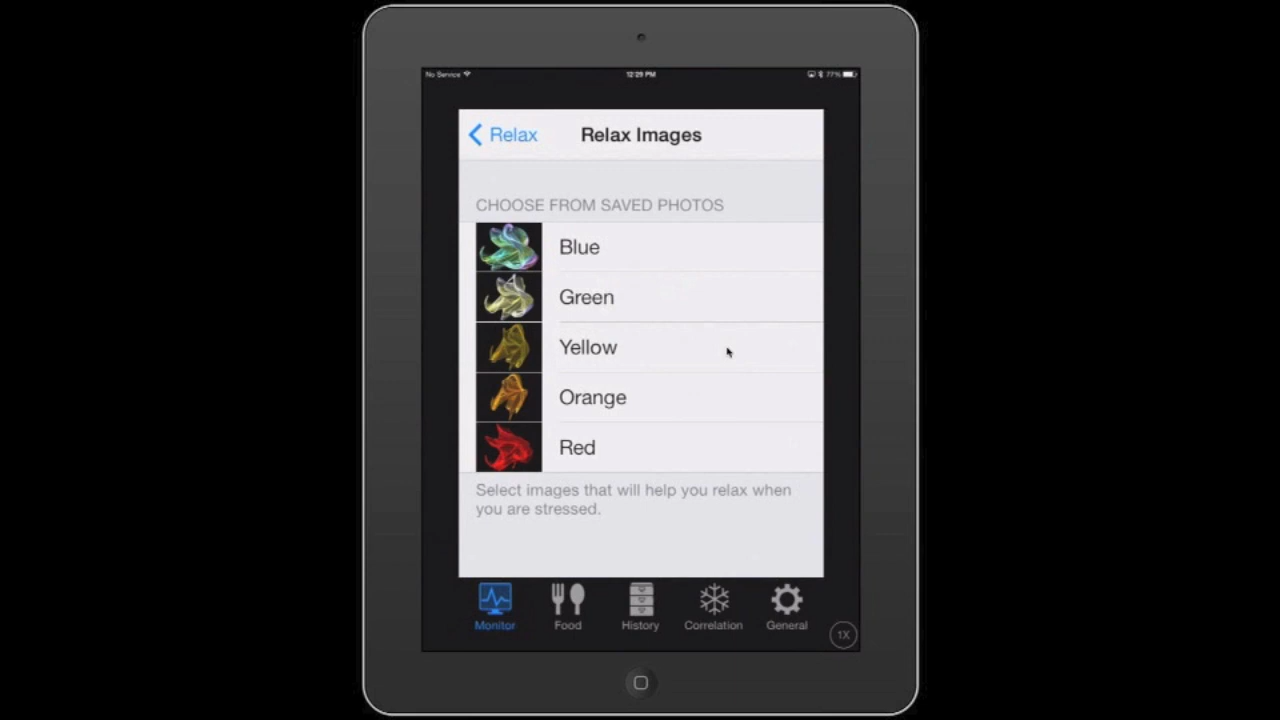 No Service 12:29 PM 77%
Relax Relax Images
CHOOSE FROM SAVED PHOTOS
Blue
Green
Yellow
Orange
Red
Select images that will help you relax when
you are stressed.
Monitor Food History Correlation General
1X